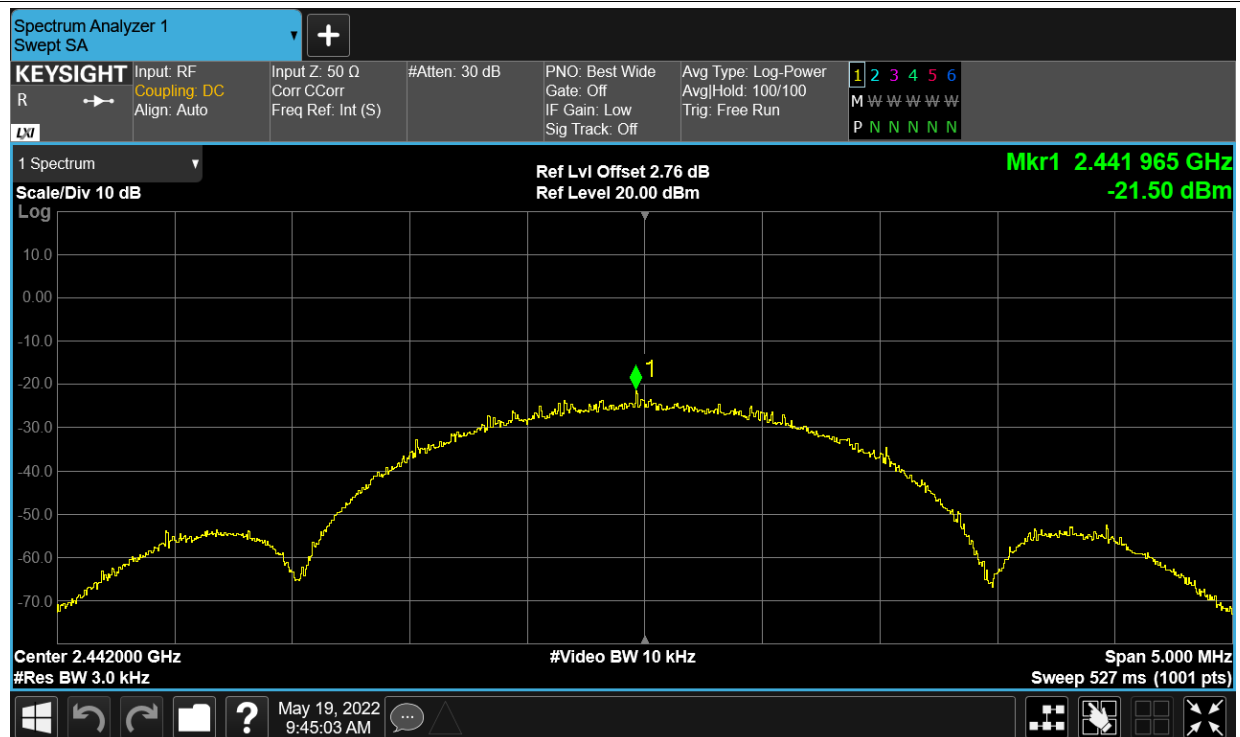 Spectrum Analyzer 1
Swept SA
KEYSIGHT
R
LXI
Input: RF
Coupling: DC
Align: Auto
Input Z: 50 Ω
Corr CCorr
Freq Ref: Int (S)
#Atten: 30 dB
PNO: Best Wide
Gate: Off
IF Gain: Low
Sig Track: Off
Avg Type: Log-Power
Avg|Hold: 100/100
Trig: Free Run
1 2 3 4 5 6
M W W W W W
P N N N N N
1 Spectrum
Scale/Div 10 dB
Log
Ref Lvl Offset 2.76 dB
Ref Level 20.00 dBm
Mkr1 2.441 965 GHz
-21.50 dBm
10.0
0.00
-10.0
1
-20.0
-30.0
-40.0
-50.0
-60.0
-70.0
Center 2.442000 GHz
#Video BW 10 kHz
Span 5.000 MHz
#Res BW 3.0 kHz
Sweep 527 ms (1001 pts)
?
May 19, 2022
9:45:03 AM